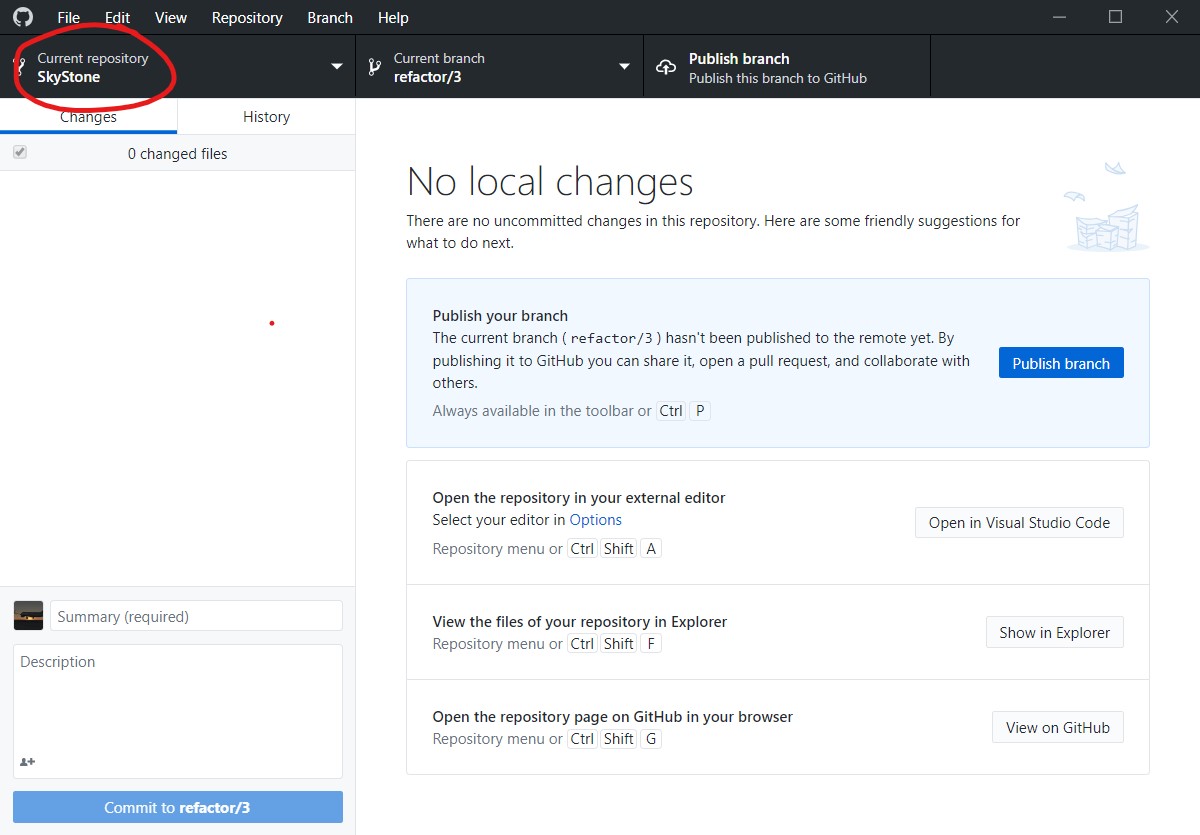 File Edit View Repository Branch Help
Current repository
SkyStone
Current branch
refactor/3
Publish branch
Publish this branch to GitHub
Changes
History
0 changed files
No local changes
There are no uncommitted changes in this repository. Here are some friendly suggestions for
what to do next.
Publish your branch
The current branch ( refactor/3 ) hasn't been published to the remote yet. By
publishing it to GitHub you can share it, open a pull request, and collaborate with
others.
Always available in the toolbar or Ctrl P
Publish branch
Open the repository in your external editor
Select your editor in Options
Repository menu or Ctrl Shift A
Open in Visual Studio Code
View the files of your repository in Explorer
Repository menu or Ctrl Shift F
Show in Explorer
Open the repository page on GitHub in your browser
Repository menu or Ctrl Shift G
View on GitHub
Summary (required)
Description
Commit to refactor/3